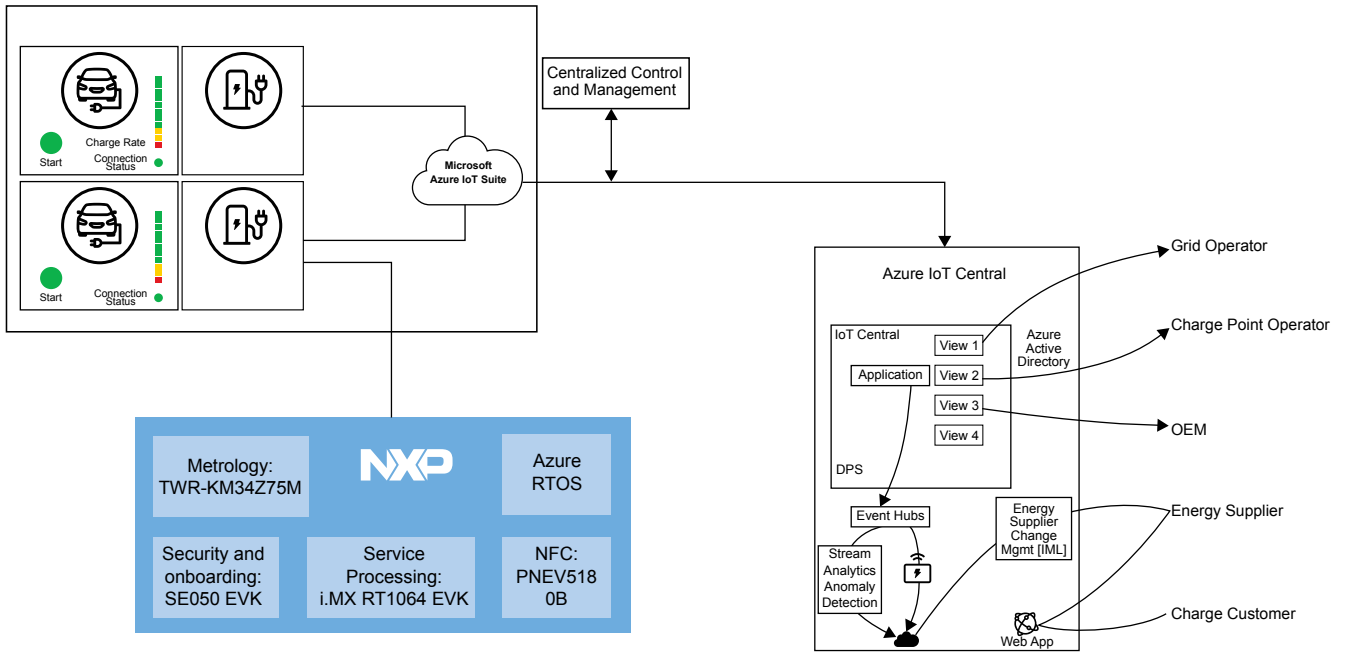 Start
Charge Rate
Connection
Status
Start
Connection
Status
Microsoft
Azure IoT Suite
Centralized Control
and Management
NXP
Metrology:
TWR-KM34Z75M
Azure
RTOS
Security and
onboarding:
SE050 EVK
Service
Processing:
i.MX RT1064 EVK
NFC:
PNEV518
0B
Azure IoT Central
IoT Central
View 1
Application
View 2
View 3
View 4
DPS
Azure
Active
Directory
Event Hubs
Stream
Analytics
Anomaly
Detection
Energy
Supplier
Change
Mgmt [IML]
Web App
Grid Operator
Charge Point Operator
OEM
Energy Supplier
Charge Customer